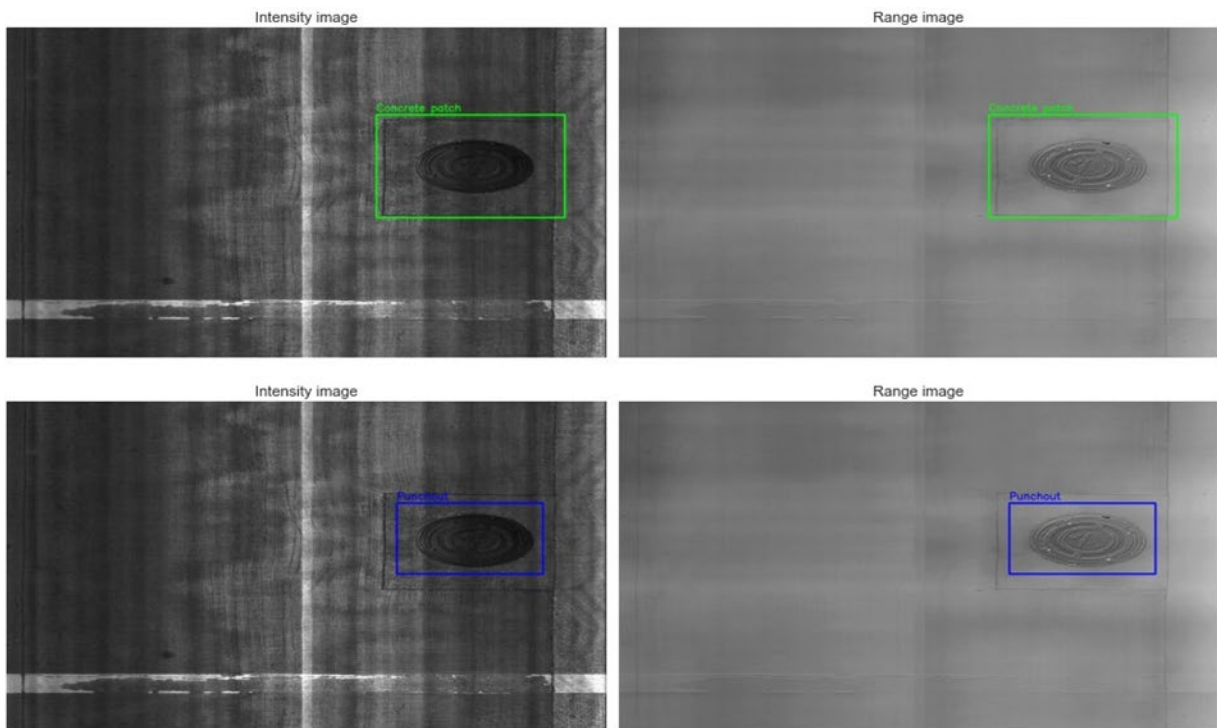 Intensity image
Range image
Concrete patch
Concrete patch
Intensity image
Range image
Punchout
Punchout